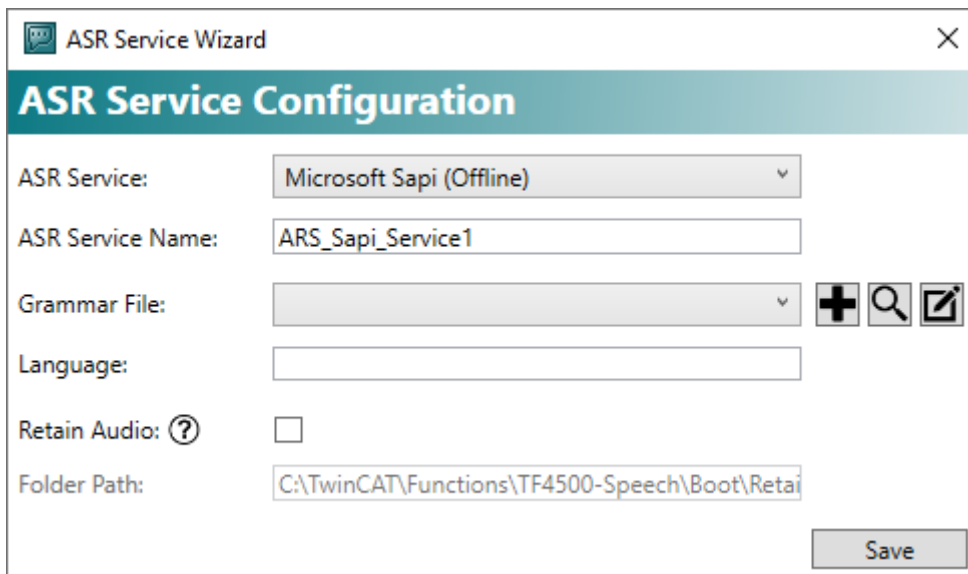 ASR Service Wizard
ASR Service Configuration
ASR Service: Microsoft Sapi (Offline)
ASR Service Name: ARS_Sapi_Service1
Grammar File:
Language:
Retain Audio: ?
Folder Path: C:\TwinCAT\Functions\TF4500-Speech\Boot\Retai
Save